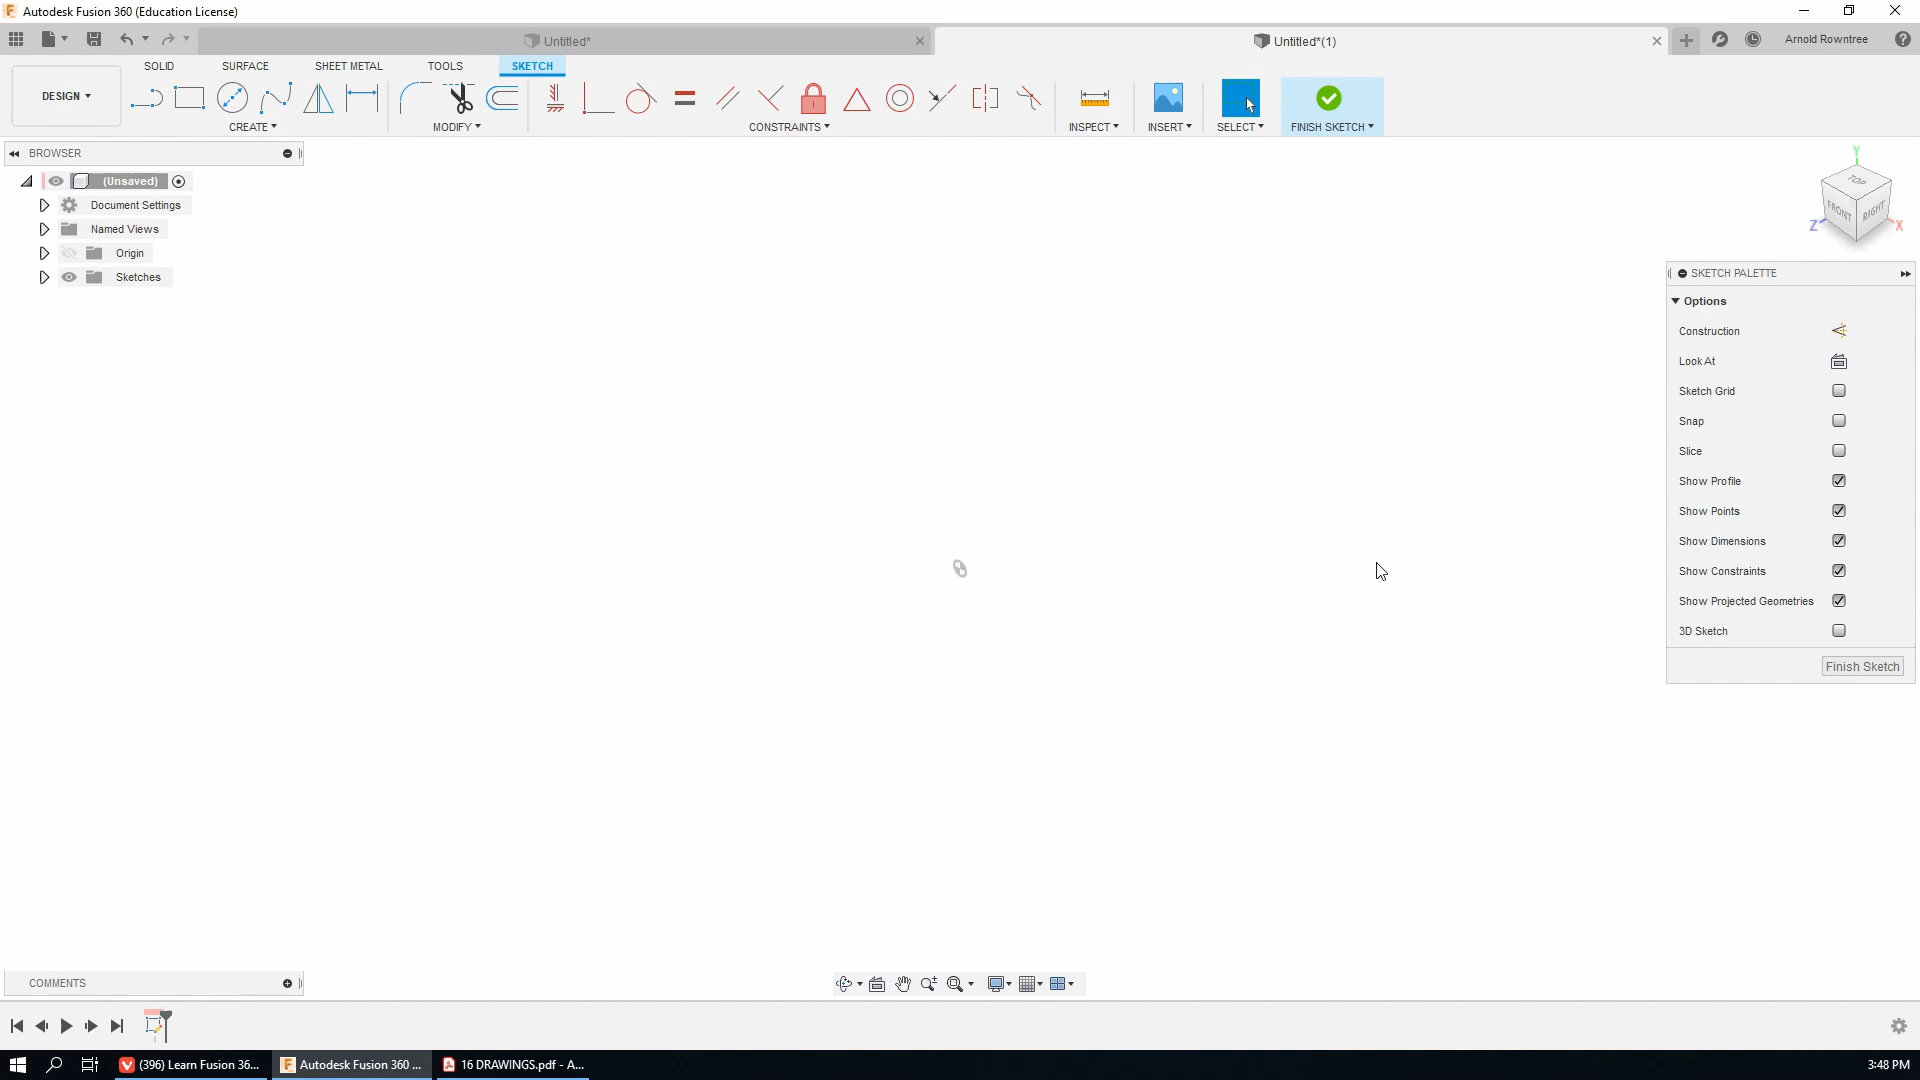 Autodesk Fusion 360 (Education License)
Untitled*
Untitled*(1)
Arnold Rowntree
SOLID
SURFACE
SHEET METAL
TOOLS
SKETCH
DESIGN
CREATE
MODIFY
CONSTRAINTS
INSPECT
INSERT
SELECT
FINISH SKETCH
BROWSER
(Unsaved)
Document Settings
Named Views
Origin
Sketches
Y
TOP
FRONT
RIGHT
Z
X
SKETCH PALETTE
Options
Construction
Look At
Sketch Grid
Snap
Slice
Show Profile
Show Points
Show Dimensions
Show Constraints
Show Projected Geometries
3D Sketch
Finish Sketch
COMMENTS
(396) Learn Fusion 36...
Autodesk Fusion 360 ...
16 DRAWINGS.pdf - A...
3:48 PM